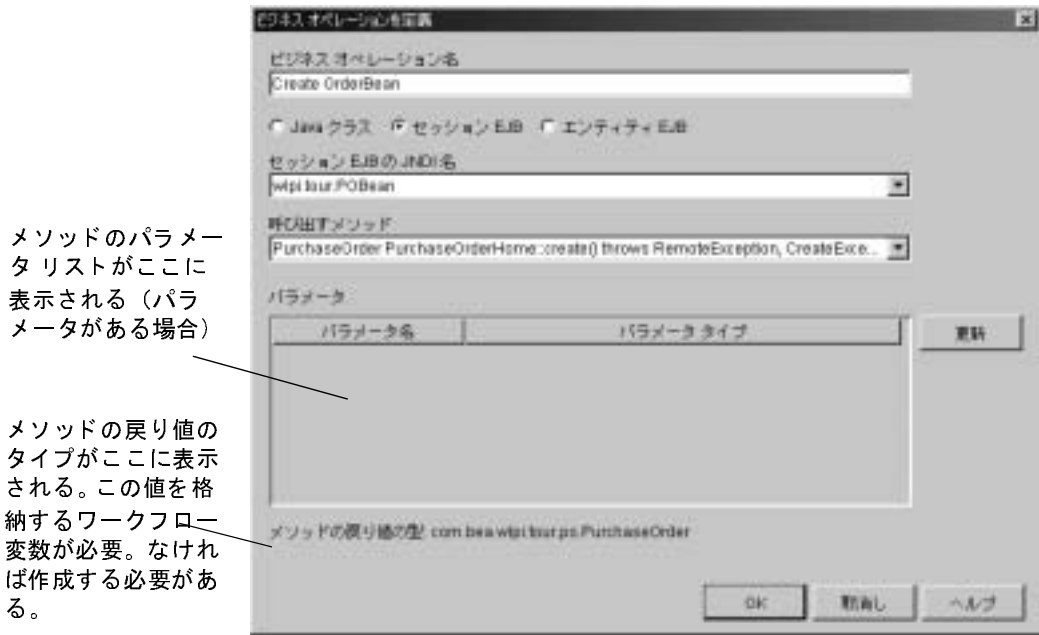 ビジネス オペレーションを定義
ビジネス オペレーション名
Create OrderBean
Java クラス セッション EJB エンティティ EJB
セッション EJB の JNDI 名
wlpi.tour.POBean
呼び出すメソッド
PurchaseOrder PurchaseOrderHome::create() throws RemoteException, CreateExce...
パラメータ
パラメータ名 パラメータ タイプ
更新
メソッドの戻り値の型: com.bea.wlpi.tour.po.PurchaseOrder
OK 取消し ヘルプ
メソッドのパラメー
タ リストがここに
表示される（パラ
メータがある場合）
メソッドの戻り値の
タイプがここに表示
される。この値を格
納するワークフロー
変数が必要。なけれ
ば作成する必要があ
る。